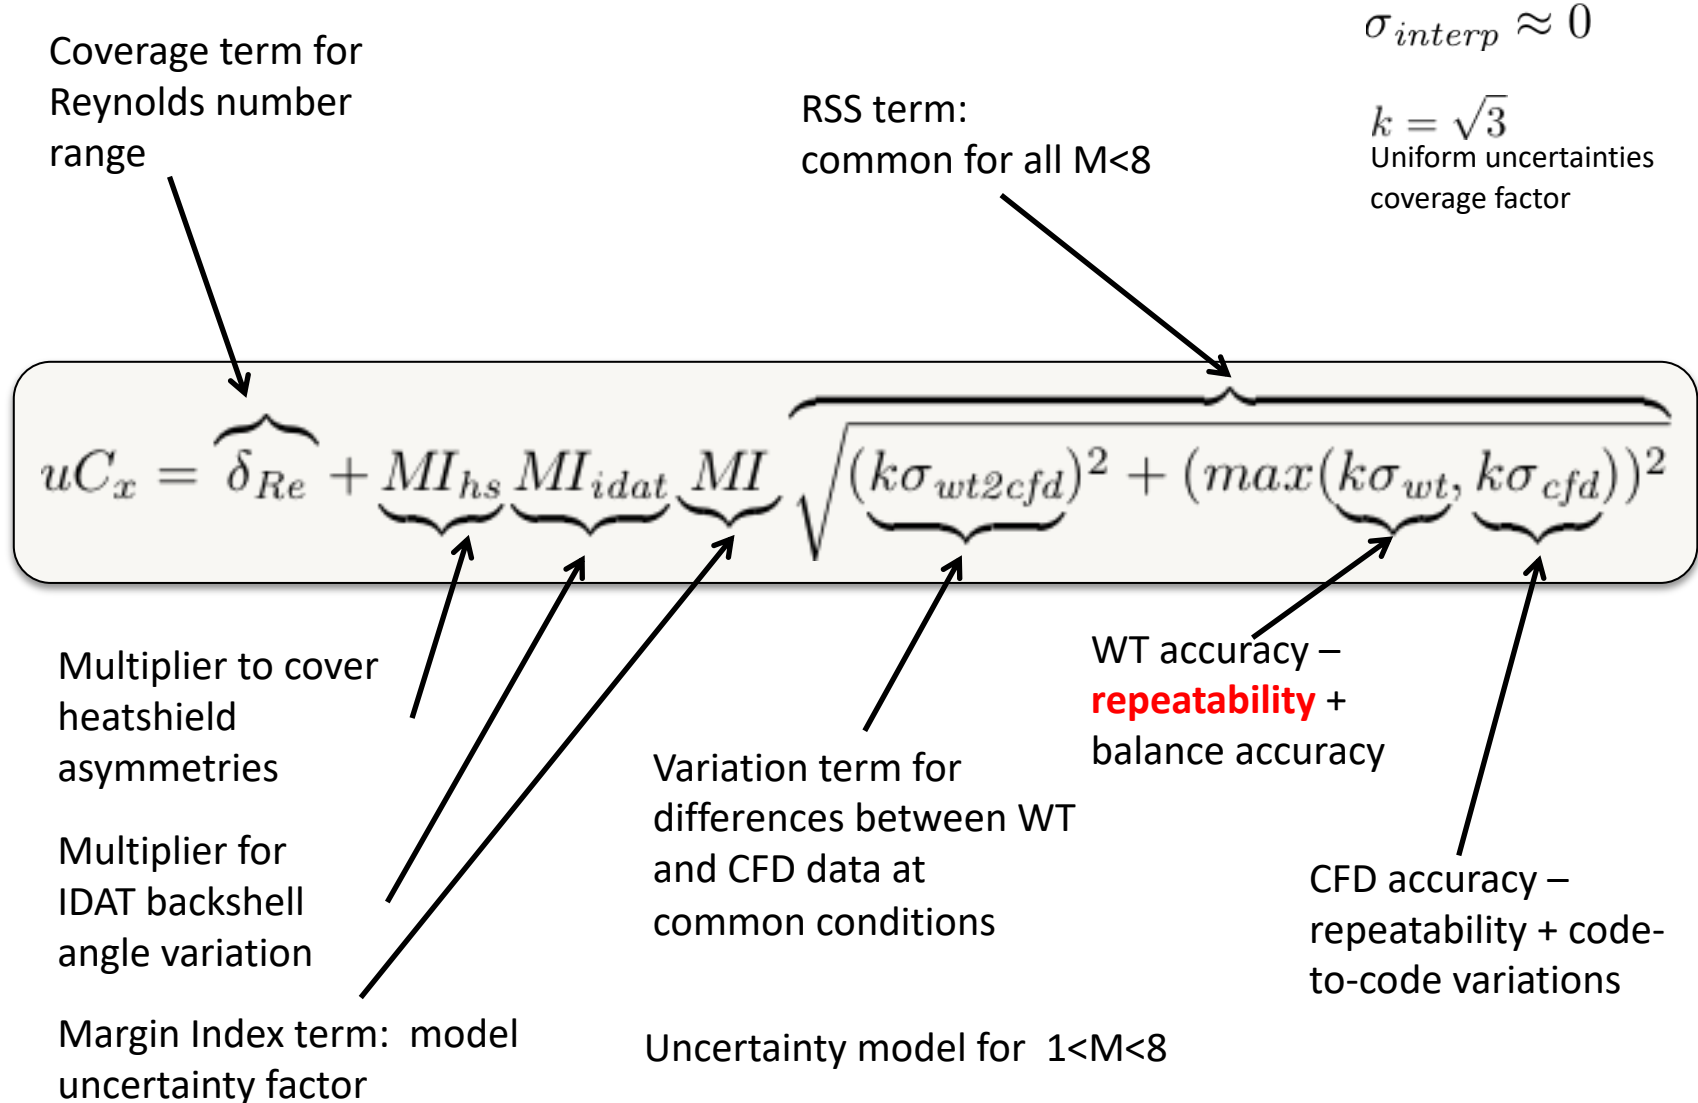 Coverage term for
Reynolds number
range
RSS term:
common for all M<8
σ_interp ≈ 0
k = √3
Uniform uncertainties
coverage factor
uC_x = δ_Re + MI_hs MI_idat MI √((kσ_wt2cfd)² + (max(kσ_wt, kσ_cfd))²)
Multiplier to cover
heatshield
asymmetries
Multiplier for
IDAT backshell
angle variation
Margin Index term: model
uncertainty factor
Variation term for
differences between WT
and CFD data at
common conditions
Uncertainty model for 1<M<8
WT accuracy –
repeatability +
balance accuracy
CFD accuracy –
repeatability + code-
to-code variations